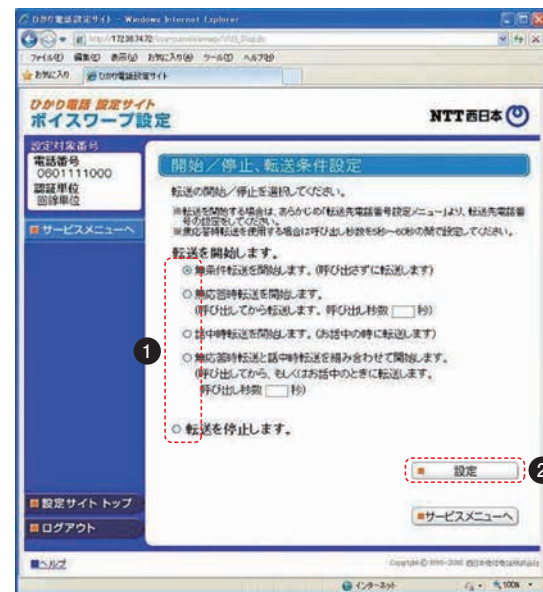 ひかり電話設定サイト - Windows Internet Explorer
ファイル(F) 編集(E) 表示(V) お気に入り(A) ツール(T) ヘルプ(H)
お気に入り ひかり電話設定サイト
ひかり電話 設定サイト
ボイスワープ設定
NTT西日本
設定対象番号
電話番号
0601111000
認証単位
回線単位
サービスメニューへ
開始/停止、転送条件設定
転送の開始/停止を選択してください。
※転送を開始する場合は、あらかじめ「転送先電話番号設定メニュー」より、転送先電話番
号の設定をしてください。
※無応答時転送を使用する場合は呼び出し秒数を5秒~60秒の間で設定してください。
転送を開始します。
無条件転送を開始します。(呼び出さずに転送します)
無応答時転送を開始します。
(呼び出してから転送します。呼び出し秒数 秒)
話中時転送を開始します。(お話中の時に転送します)
無応答時転送と話中時転送を組み合わせて開始します。
(呼び出してから、もしくはお話中のときに転送します。
呼び出し秒数 秒)
転送を停止します。
1
設定
2
サービスメニューへ
設定サイト トップ
ログアウト
ヘルプ
インターネット 100%